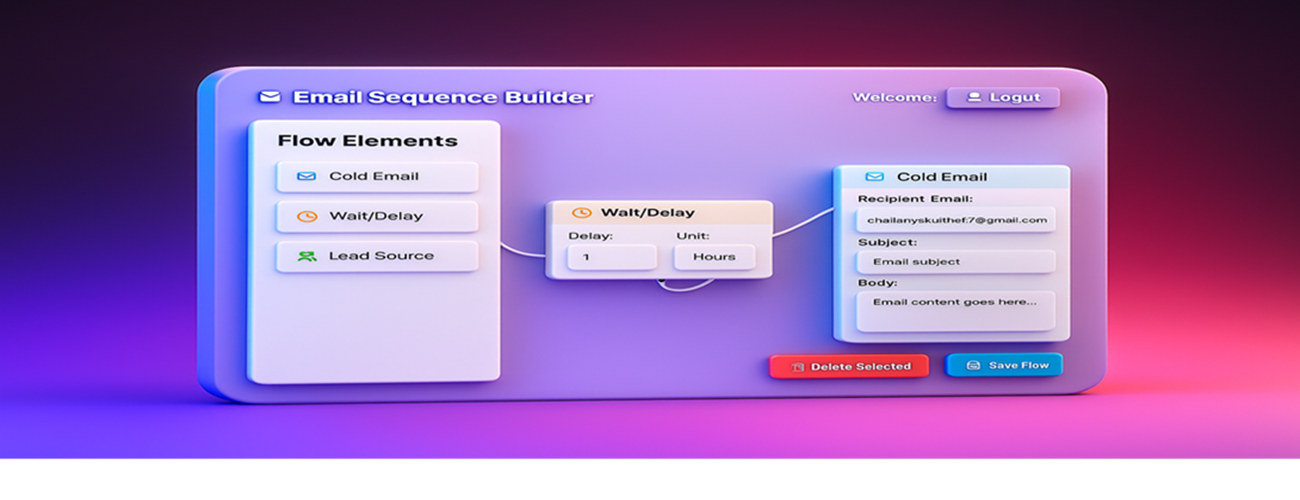 Email Sequence Builder
Welcome: Logut
Flow Elements
Cold Email
Wait/Delay
Lead Source
Walt/Delay
Delay: Unit:
1 Hours
Cold Email
Recipient Email:
chailanyskuithef:7@gmail.com
Subject:
Email subject
Body:
Email content goes here...
Delete Selected
Save Flow